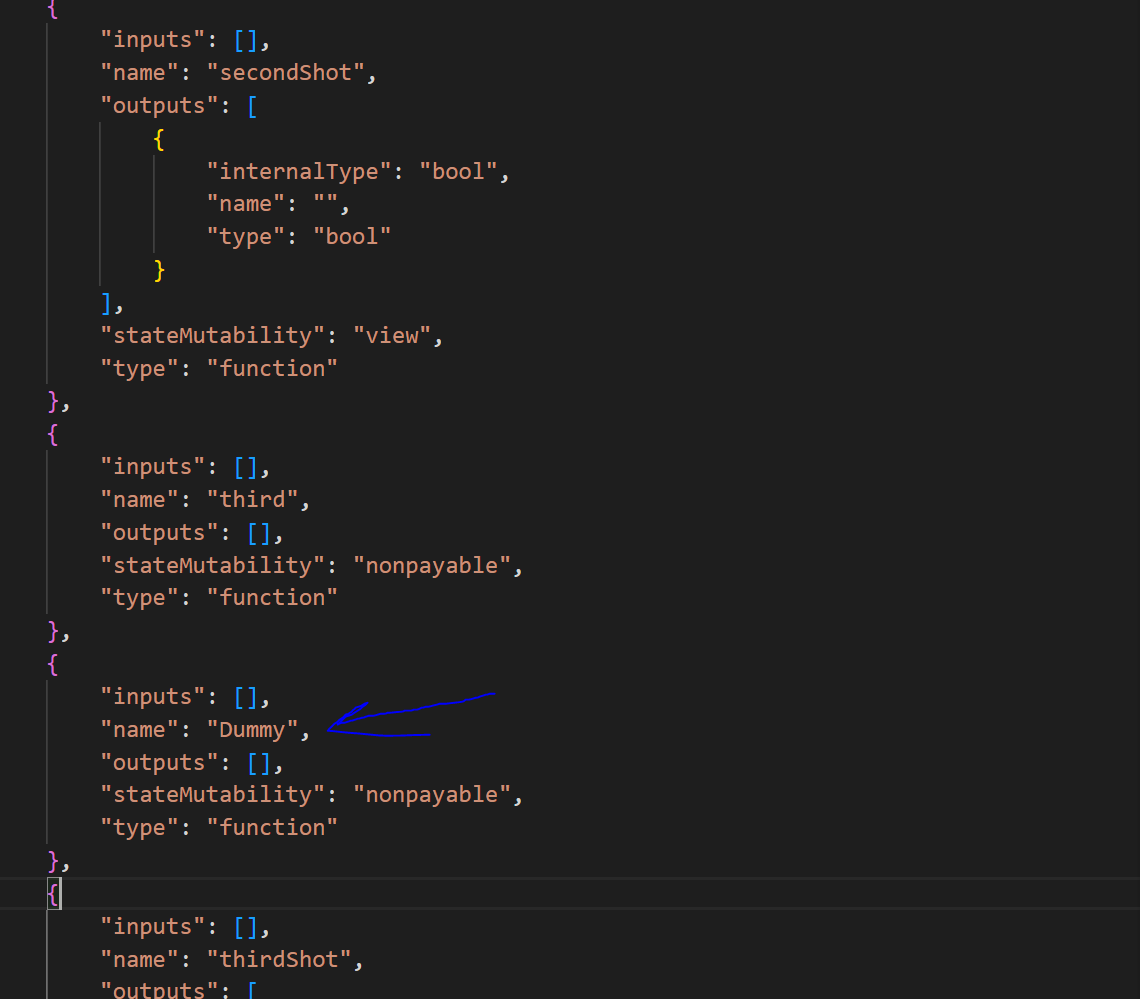 {
"inputs": [],
"name": "secondShot",
"outputs": [
{
"internalType": "bool",
"name": "",
"type": "bool"
}
],
"stateMutability": "view",
"type": "function"
},
{
"inputs": [],
"name": "third",
"outputs": [],
"stateMutability": "nonpayable",
"type": "function"
},
{
"inputs": [],
"name": "Dummy",
"outputs": [],
"stateMutability": "nonpayable",
"type": "function"
},
{
"inputs": [],
"name": "thirdShot",
"outputs": [